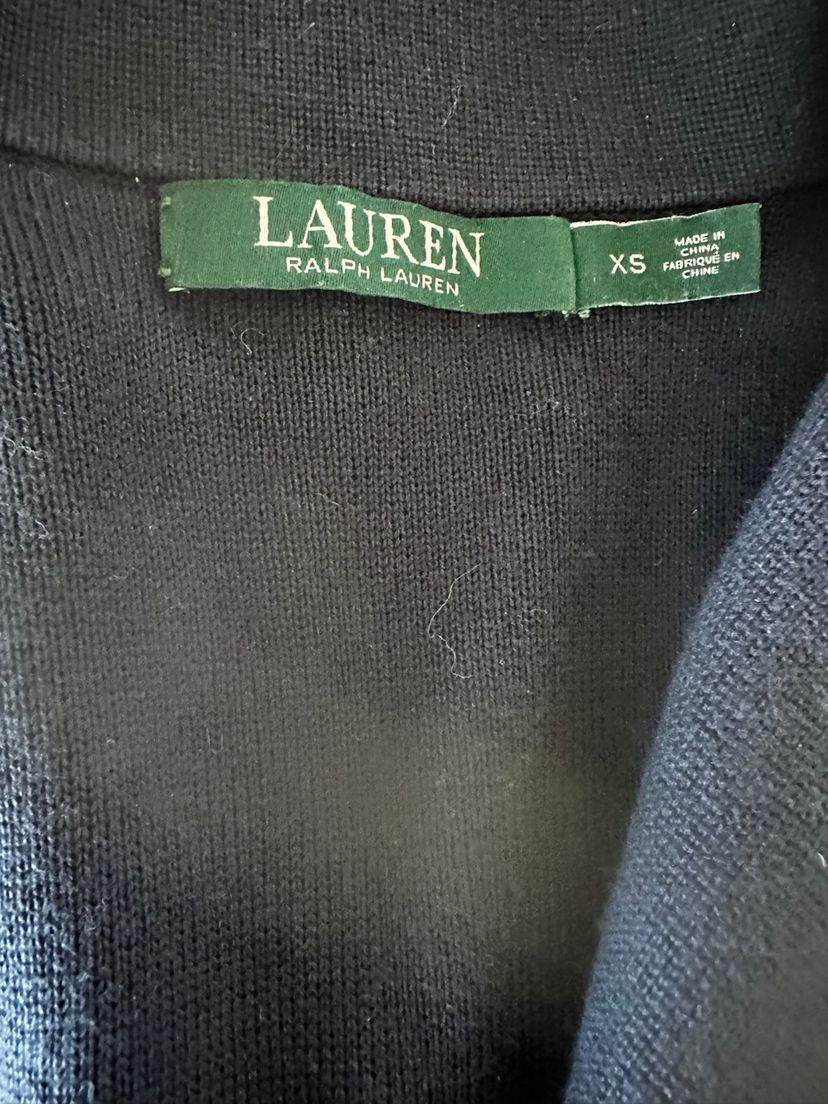 LAUREN
RALPH LAUREN
XS
MADE IN
CHINA
FABRIQUÉ EN
CHINE